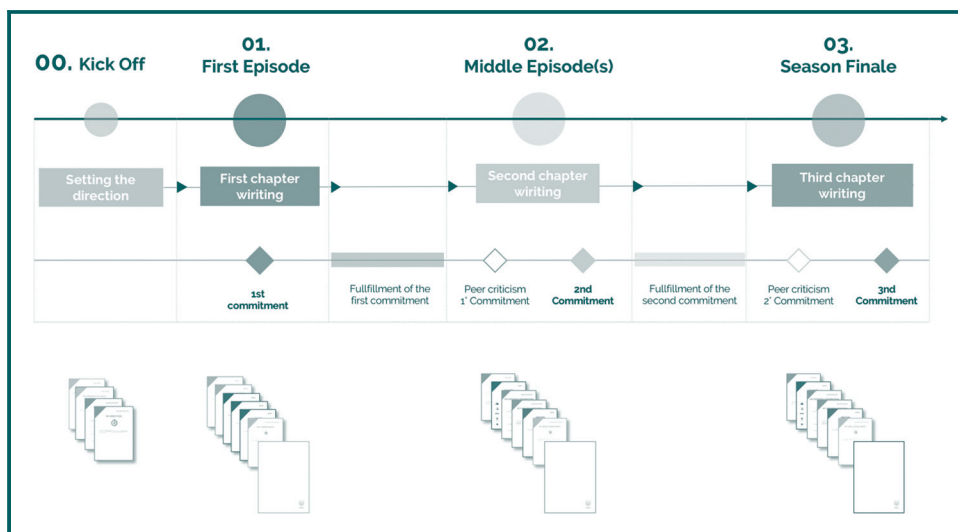 00. Kick Off
01.
First Episode
02.
Middle Episode(s)
03.
Season Finale
Setting the
direction
First chapter
wiriting
Second chapter
wiriting
Third chapter
wiriting
1st
commitment
Fullfillment of the
first commitment
Peer criticism
1° Commitment
2nd
Commitment
Fullfillment of the
second commitment
Peer criticism
2° Commitment
3nd
Commitment